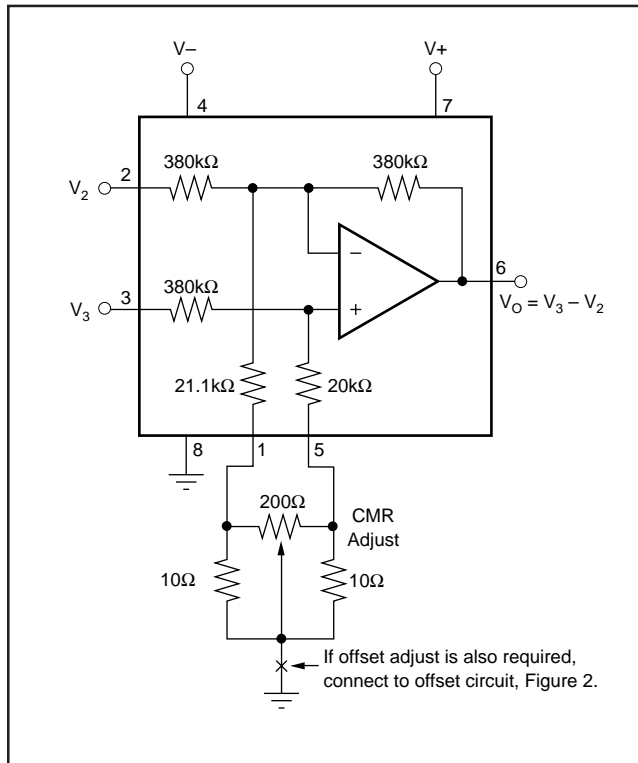 V– V+
4 7
380kΩ 380kΩ
2
V2
–
3
V3
380kΩ
+
6
VO = V3 – V2
21.1kΩ 20kΩ
8 1 5
200Ω
CMR
Adjust
10Ω 10Ω
If offset adjust is also required,
connect to offset circuit, Figure 2.